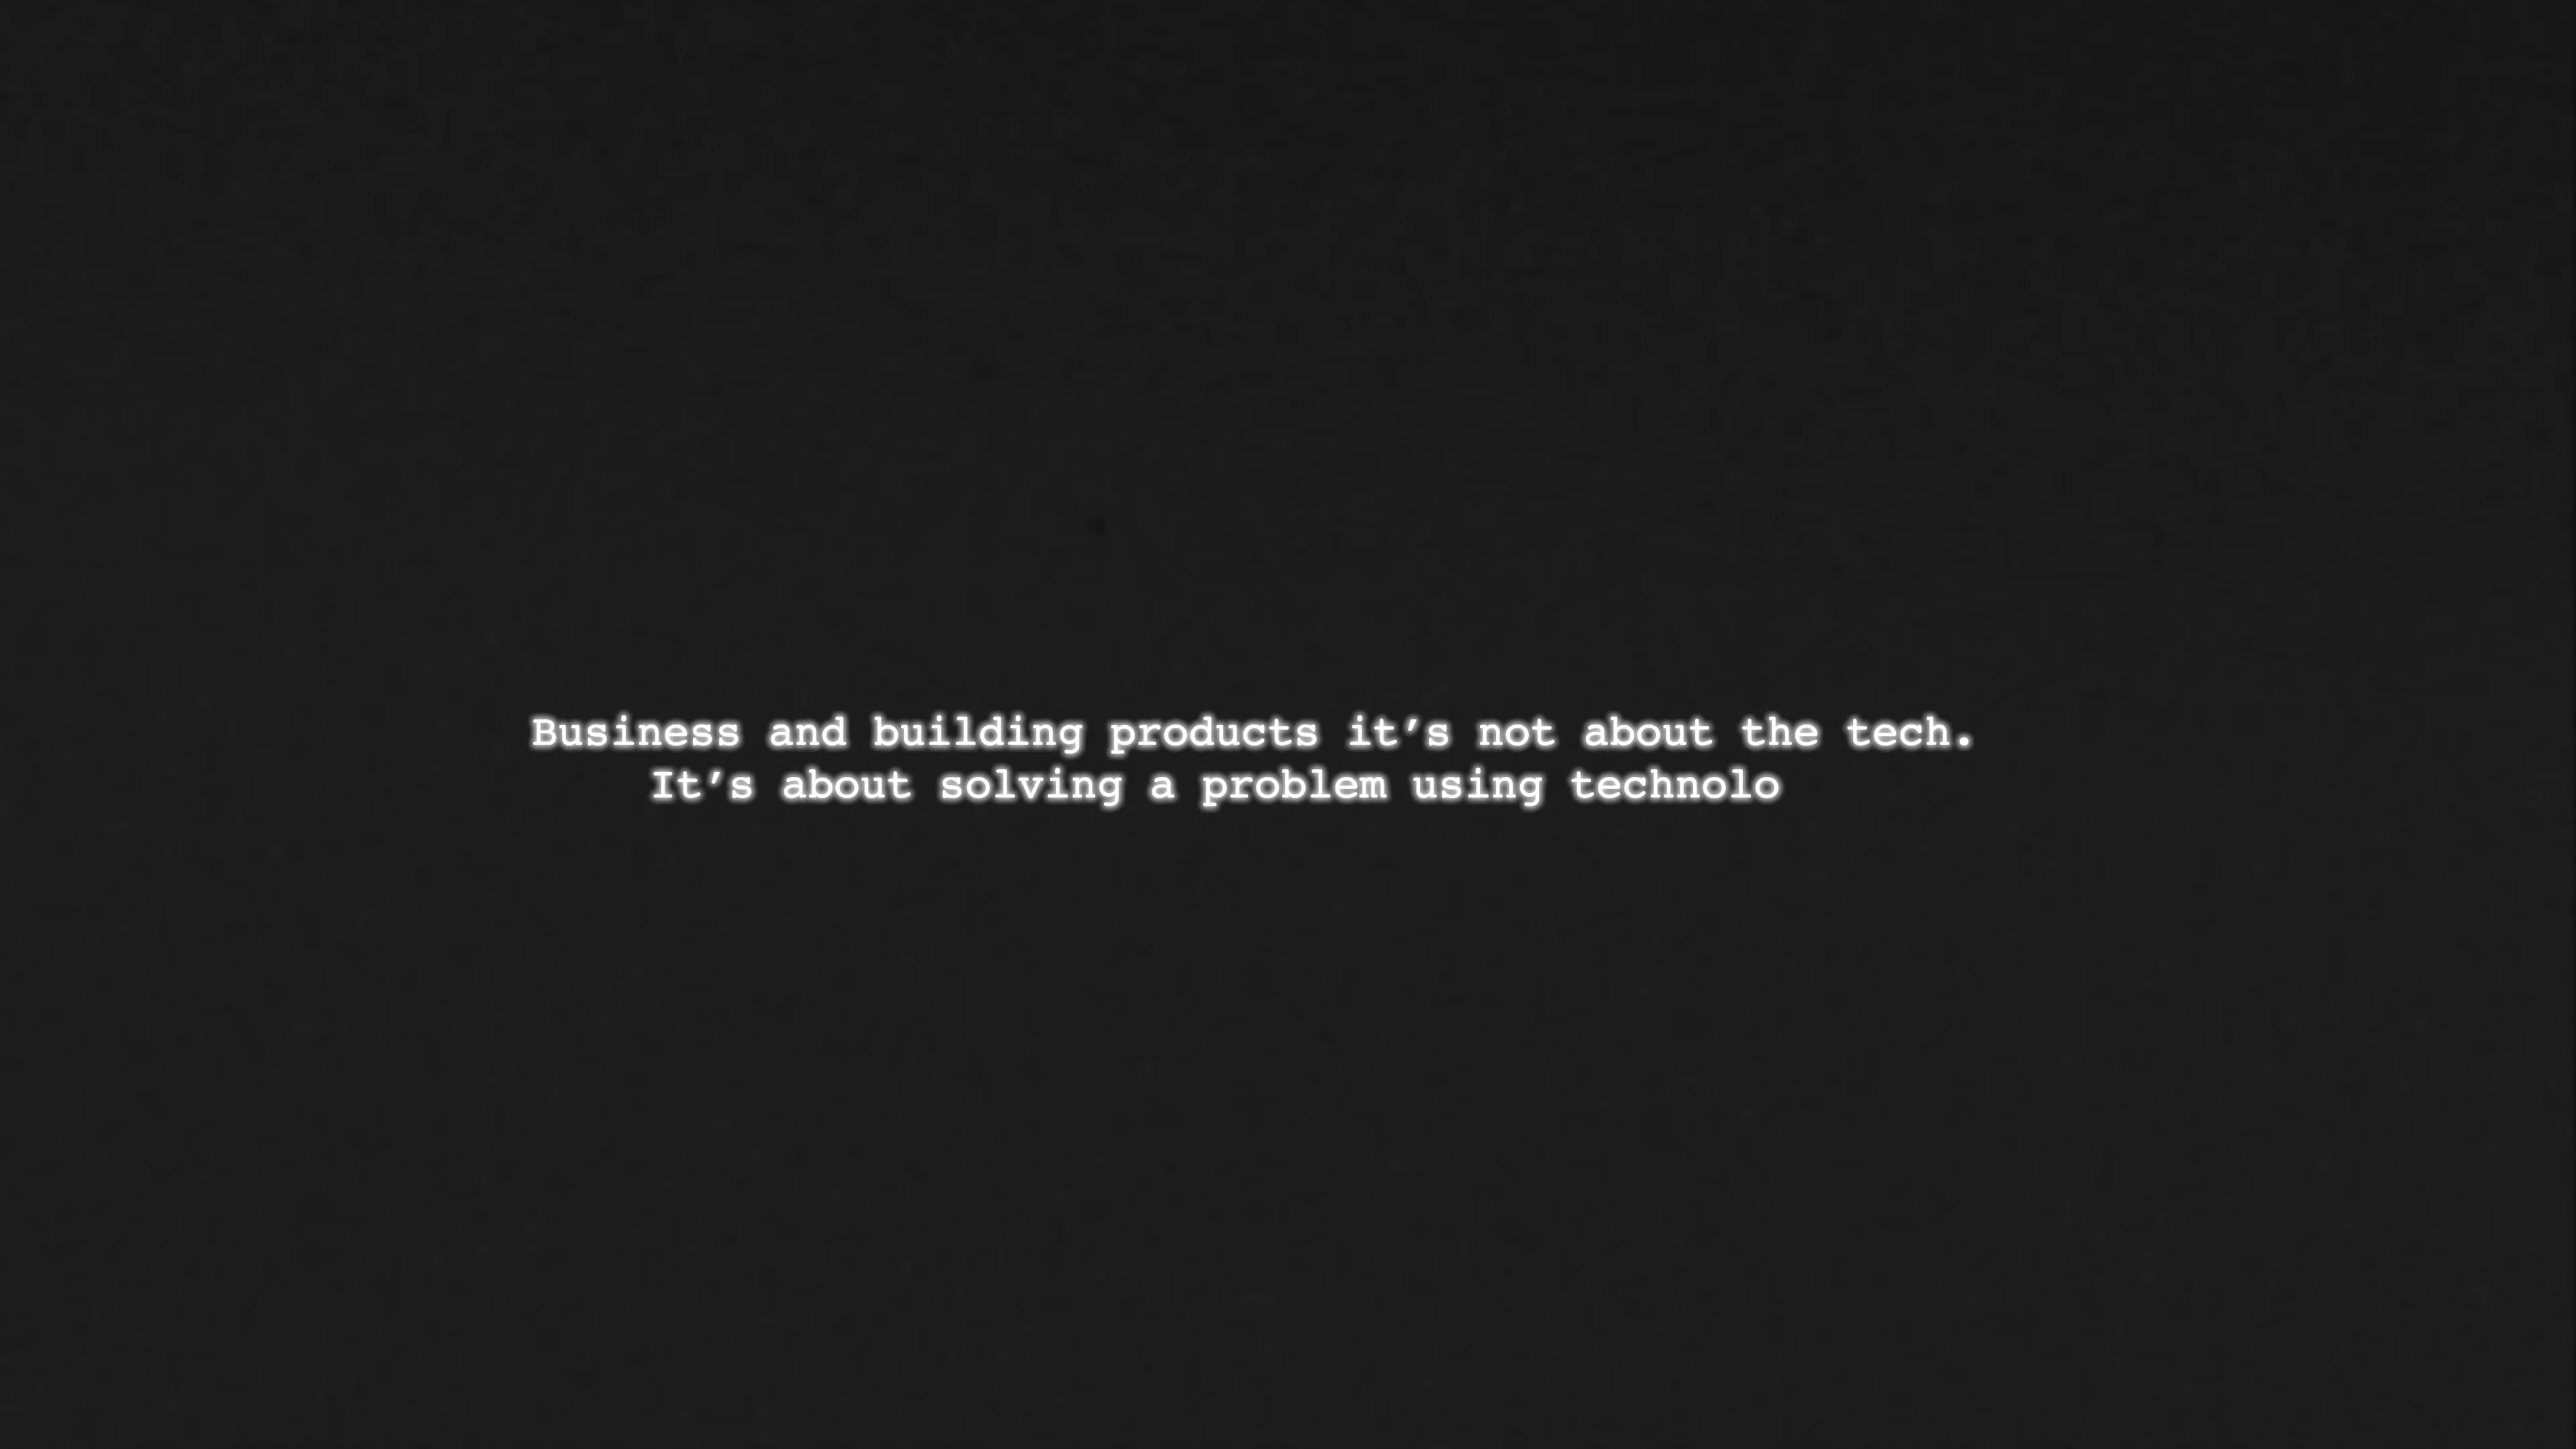 Business and building products it’s not about the tech.
It’s about solving a problem using technolo